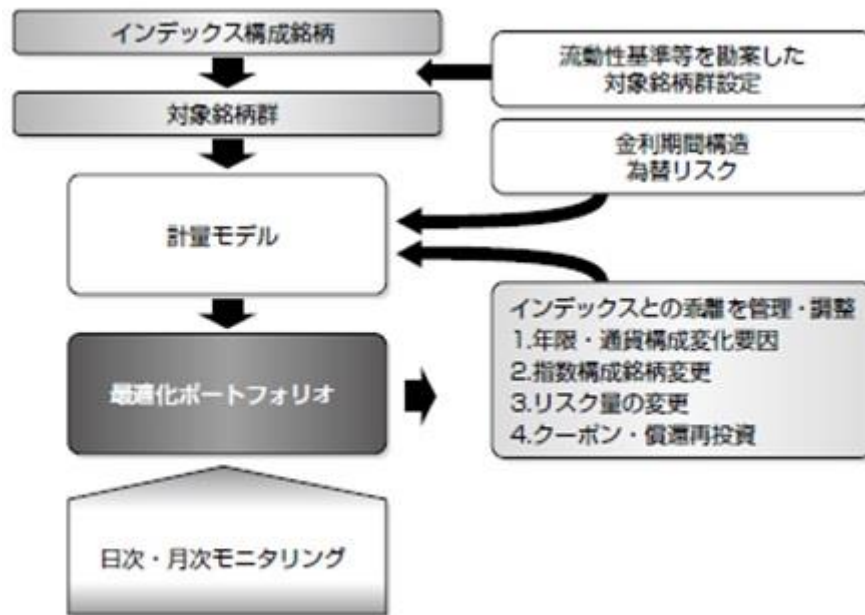 インデックス構成銘柄
流動性基準等を勘案した
対象銘柄群設定
対象銘柄群
金利期間構造
為替リスク
計量モデル
インデックスとの乖離を管理・調整
1.年限・通貨構成変化要因
2.指数構成銘柄変更
3.リスク量の変更
4.クーポン・償還再投資
最適化ポートフォリオ
日次・月次モニタリング